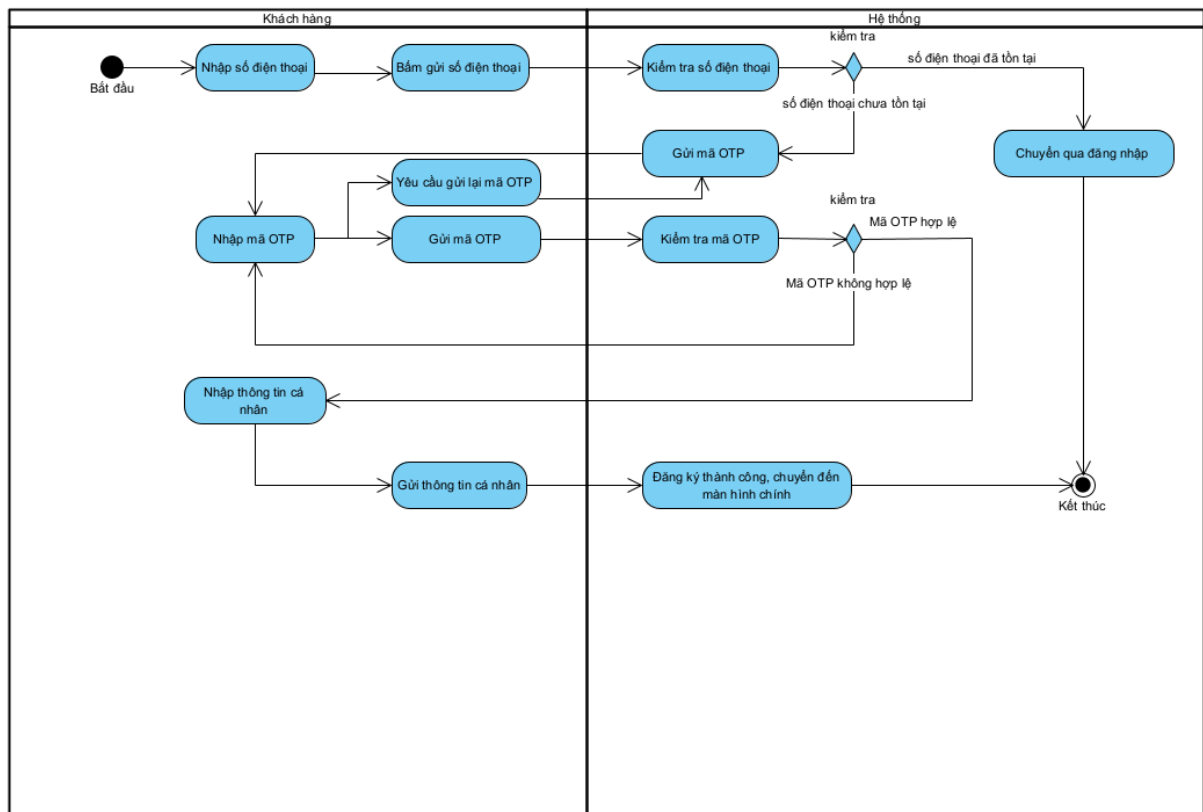 Khách hàng
Hệ thống
kiểm tra
Bắt đầu
Nhập số điện thoại
Bấm gửi số điện thoại
Kiểm tra số điện thoại
số điện thoại đã tồn tại
số điện thoại chưa tồn tại
Gửi mã OTP
Chuyển qua đăng nhập
Yêu cầu gửi lại mã OTP
kiểm tra
Mã OTP hợp lệ
Nhập mã OTP
Gửi mã OTP
Kiểm tra mã OTP
Mã OTP không hợp lệ
Nhập thông tin cá
nhân
Gửi thông tin cá nhân
Đăng ký thành công, chuyển đến
màn hình chính
Kết thúc